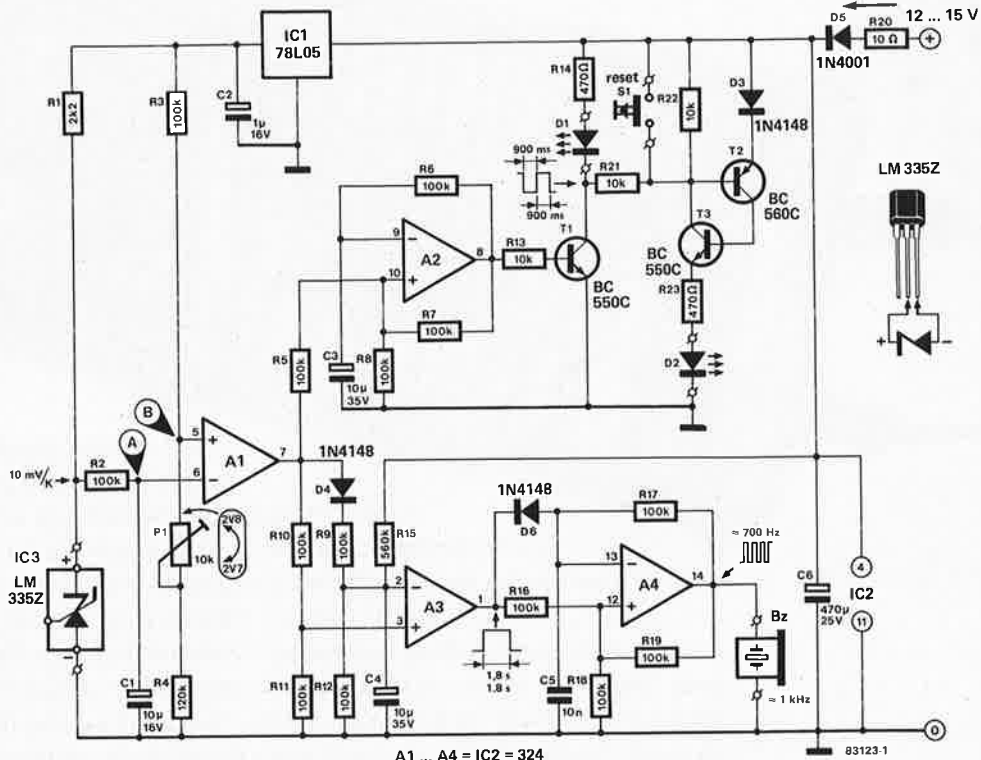 IC1
78L05
D5
1N4001
R20
10 Ω
12 ... 15 V
+
R1
2k2
R3
100k
C2
1µ
16V
R14
470Ω
reset
S1
R22
10k
D3
1N4148
D1
900 ms
900 ms
R21
10k
T2
BC
560C
LM 335Z
+
−
R6
100k
9
−
10
+
A2
8
R13
10k
T1
BC
550C
T3
BC
550C
R7
100k
R23
470Ω
D2
R5
100k
C3
10µ
35V
R8
100k
B
A
10 mV/K
R2
100k
5
+
6
−
A1
7
1N4148
D4
P1
10k
2V8
2V7
IC3
LM
335Z
+
−
R10
100k
R9
100k
R15
560k
2
−
3
+
A3
1
1N4148
D6
R17
100k
R16
100k
13
−
12
+
A4
14
≈ 700 Hz
R19
100k
1,8 s
1,8 s
C1
10µ
16V
R4
120k
R11
100k
R12
100k
C4
10µ
35V
C5
10n
R18
100k
Bz
≈ 1 kHz
C6
470µ
25V
4
IC2
11
0
A1 ... A4 = IC2 = 324
83123-1